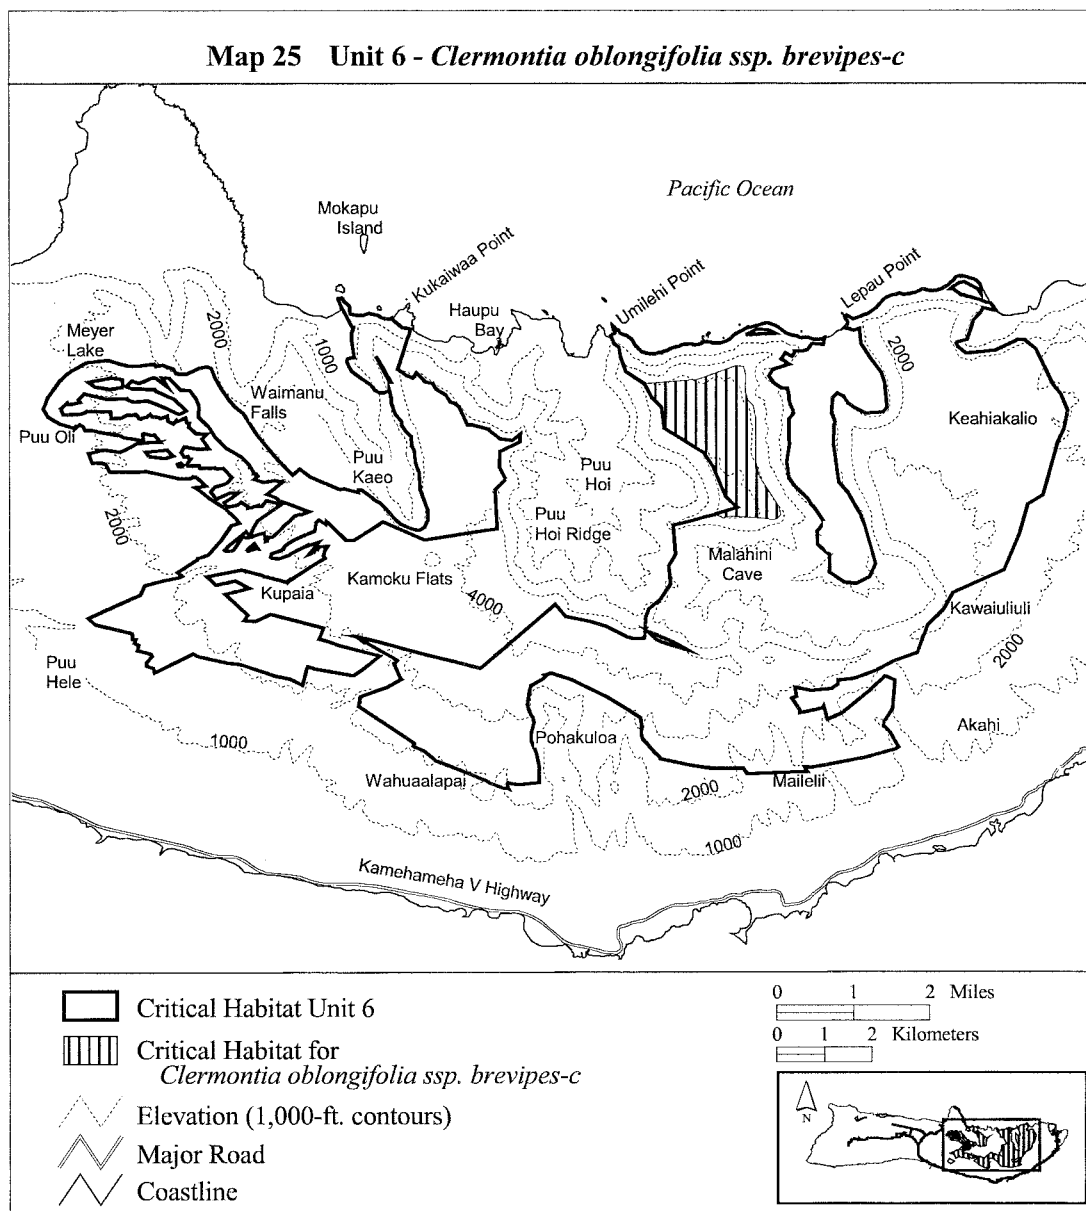 Map 25 Unit 6 - Clermontia oblongifolia ssp. brevipes-c
Pacific Ocean
Mokapu
Island
Kukaiwaa Point
Haupu
Bay
Umilehi Point
Lepau Point
Meyer
Lake
2000
1000
2000
Waimanu
Falls
Keahiakalio
Puu Oli
Puu
Kaeo
Puu
Hoi
2000
Puu
Hoi Ridge
Malahini
Cave
Kamoku Flats
Kupaia
4000
Kawaiuliuli
2000
Puu
Hele
Akahi
1000
Pohakuloa
Wahuaalapai
Mailelii
2000
1000
Kamehameha V Highway
Critical Habitat Unit 6
Critical Habitat for
Clermontia oblongifolia ssp. brevipes-c
Elevation (1,000-ft. contours)
Major Road
Coastline
0 1 2 Miles
0 1 2 Kilometers
N